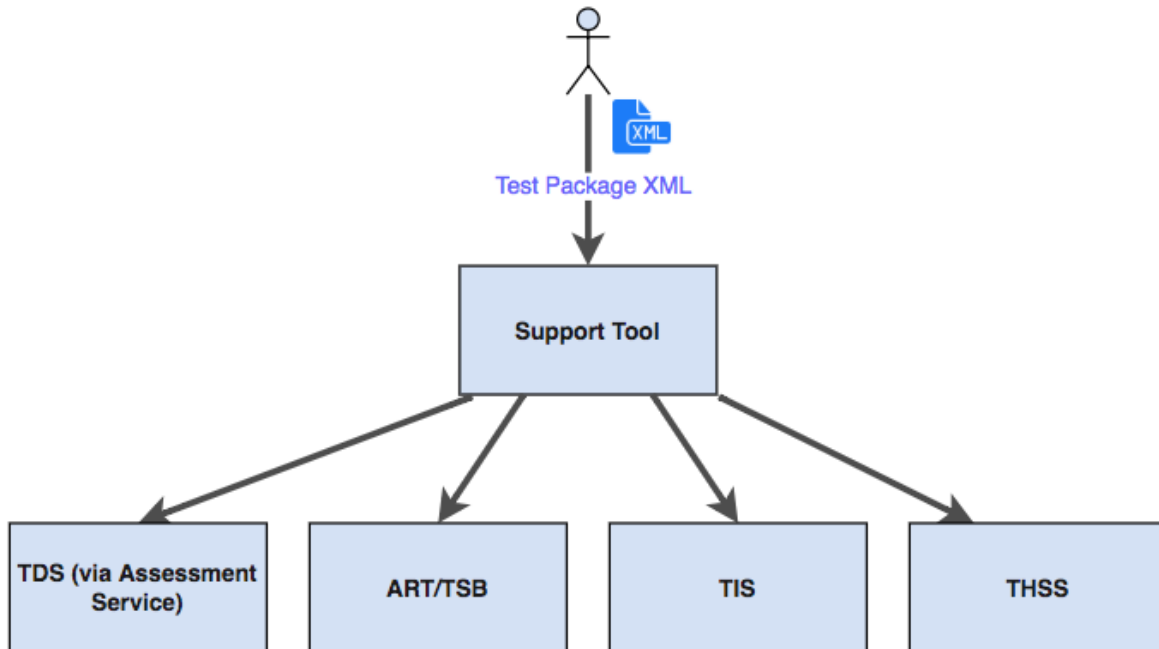 XML
Test Package XML
Support Tool
TDS (via Assessment
Service)
ART/TSB
TIS
THSS